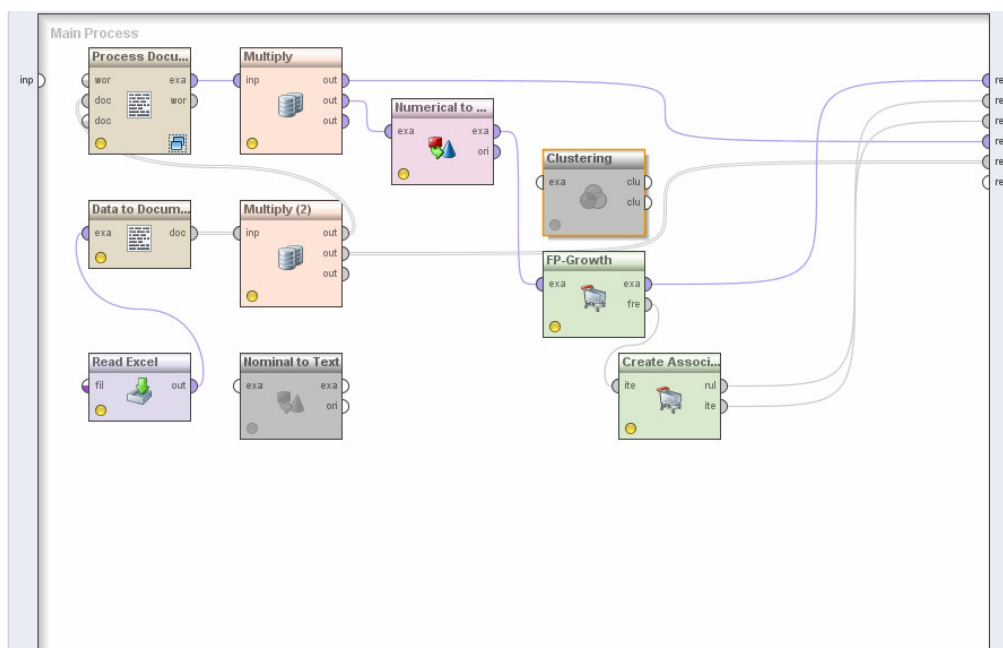 Main Process
Process Docu...
wor
exa
doc
wor
doc
Multiply
inp
out
out
out
Numerical to ...
exa
exa
ori
Clustering
exa
clu
clu
inp
re
re
re
re
re
re
Data to Docum...
exa
doc
Multiply (2)
inp
out
out
out
FP-Growth
exa
exa
fre
Read Excel
fil
out
Nominal to Text
exa
exa
ori
Create Associ...
ite
rul
ite